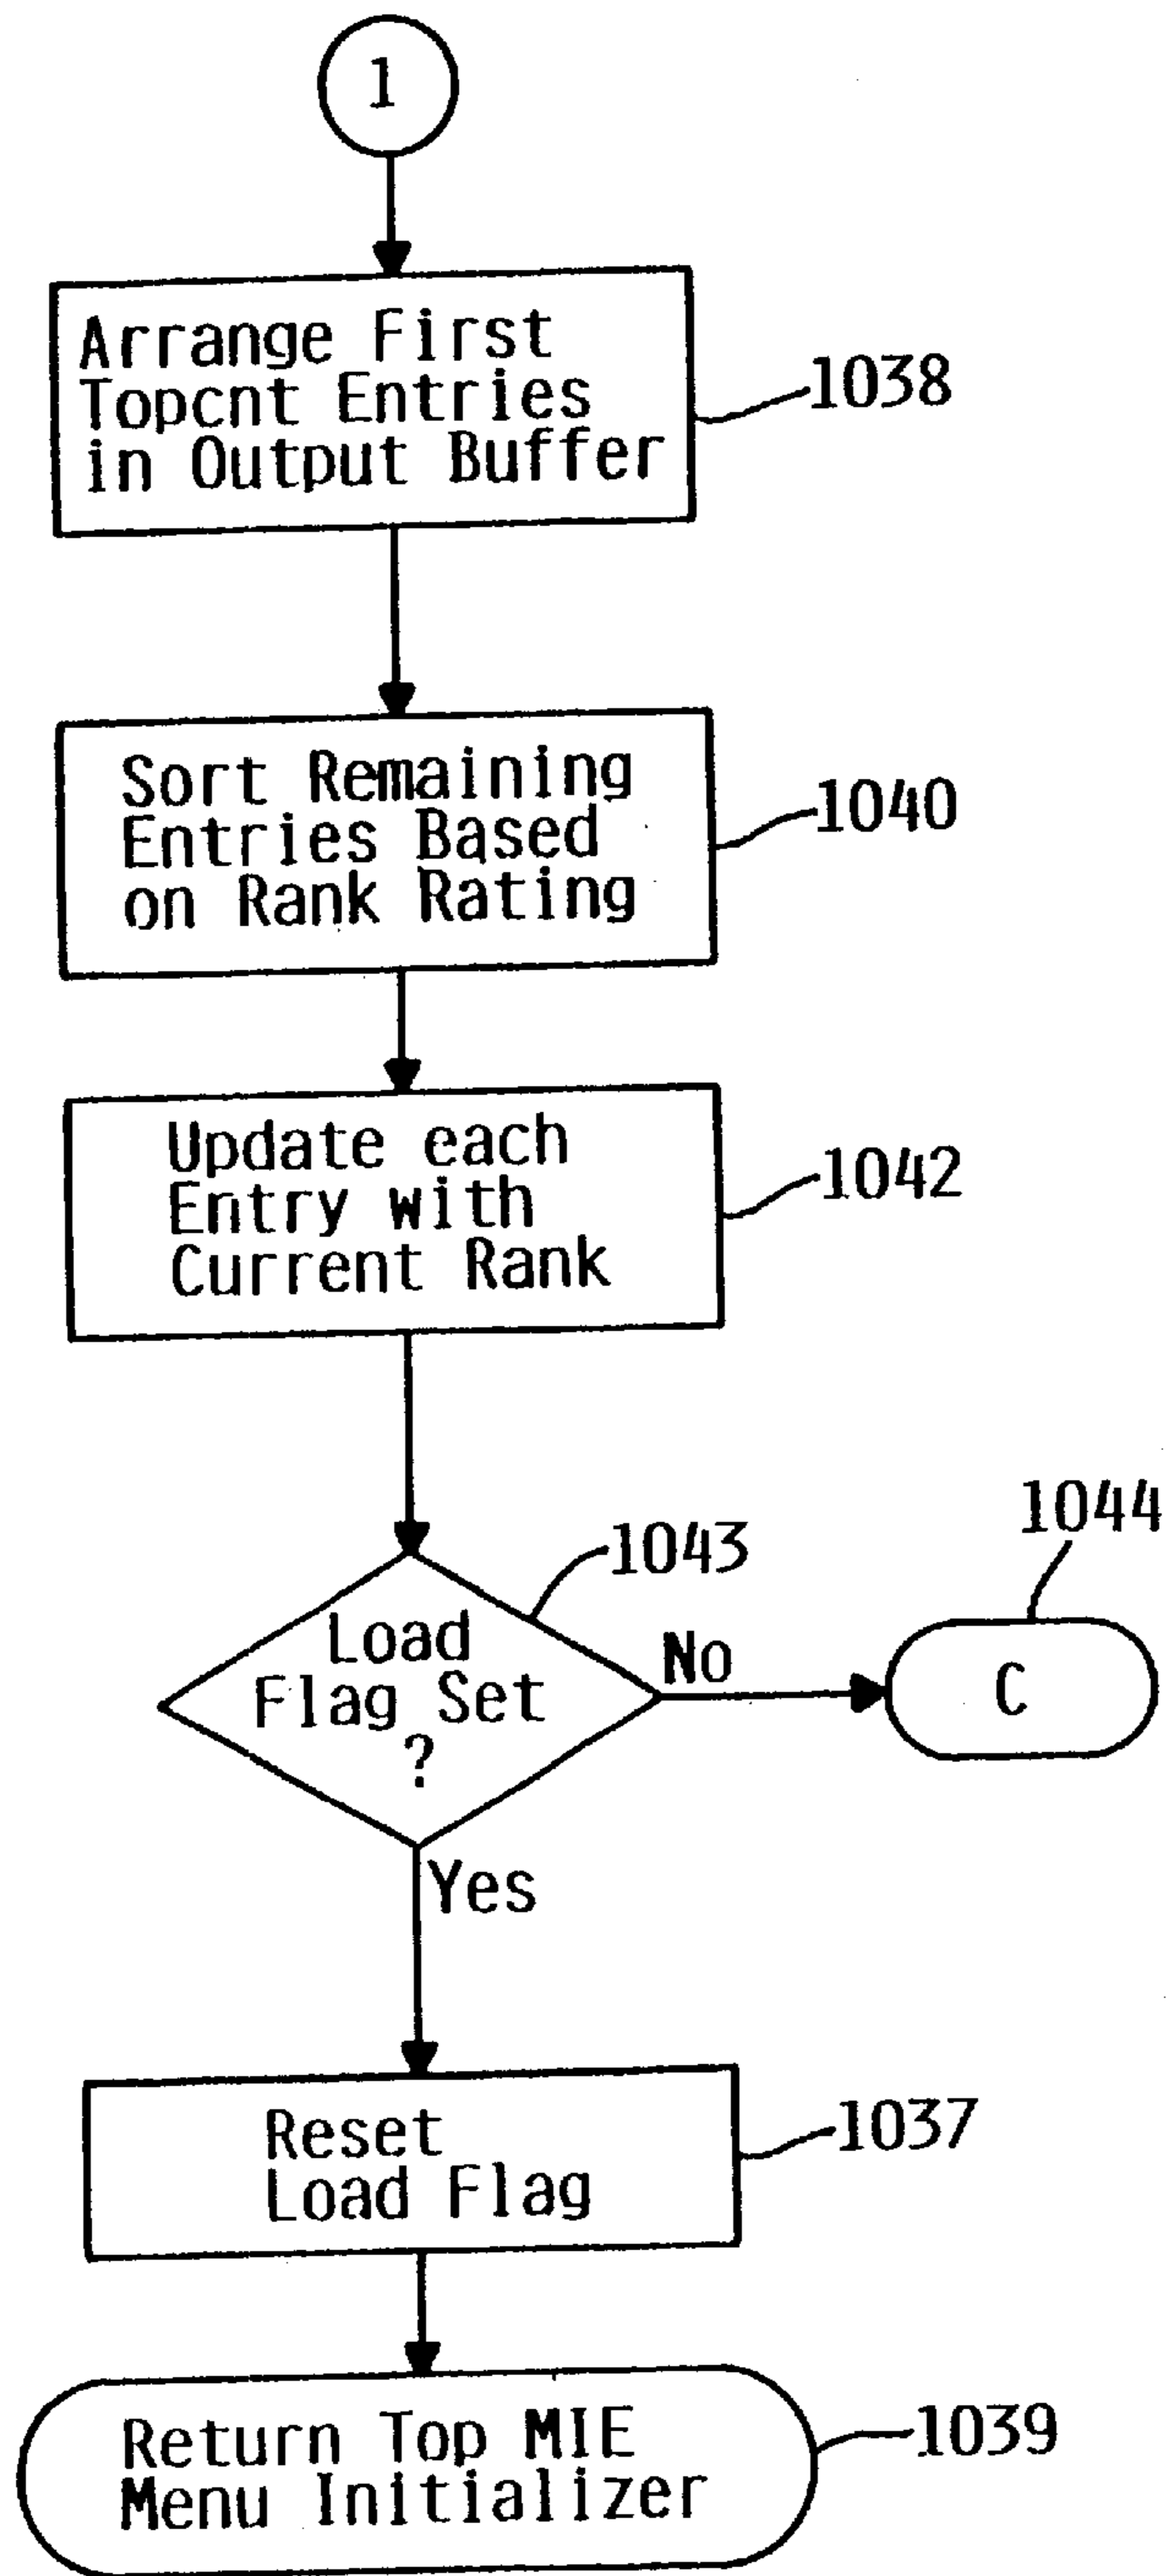 1
Arrange First
Topcnt Entries
in Output Buffer
1038
Sort Remaining
Entries Based
on Rank Rating
1040
Update each
Entry with
Current Rank
1042
1043
Load
Flag Set
?
No
1044
C
Yes
Reset
Load Flag
1037
Return Top MIE
Menu Initializer
1039